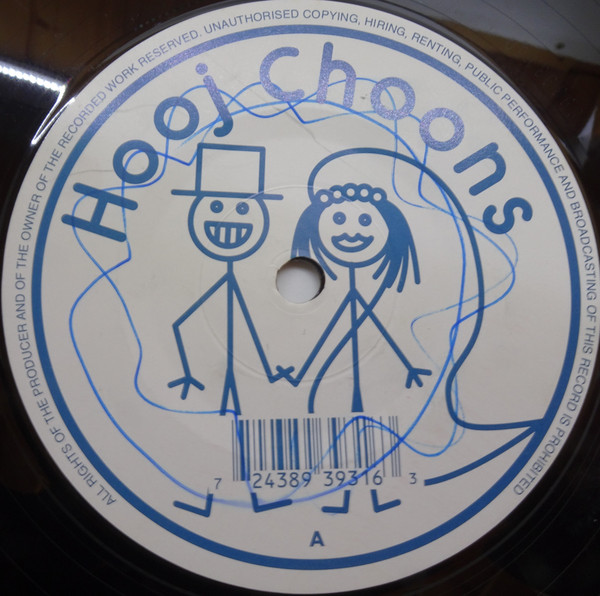 ALL RIGHTS OF THE PRODUCER AND OF THE OWNER OF THE RECORDED WORK RESERVED. UNAUTHORISED COPYING, HIRING, RENTING, PUBLIC PERFORMANCE AND BROADCASTING OF THIS RECORD IS PROHIBITED
Hooj Choons
7 24389 39316 3
A